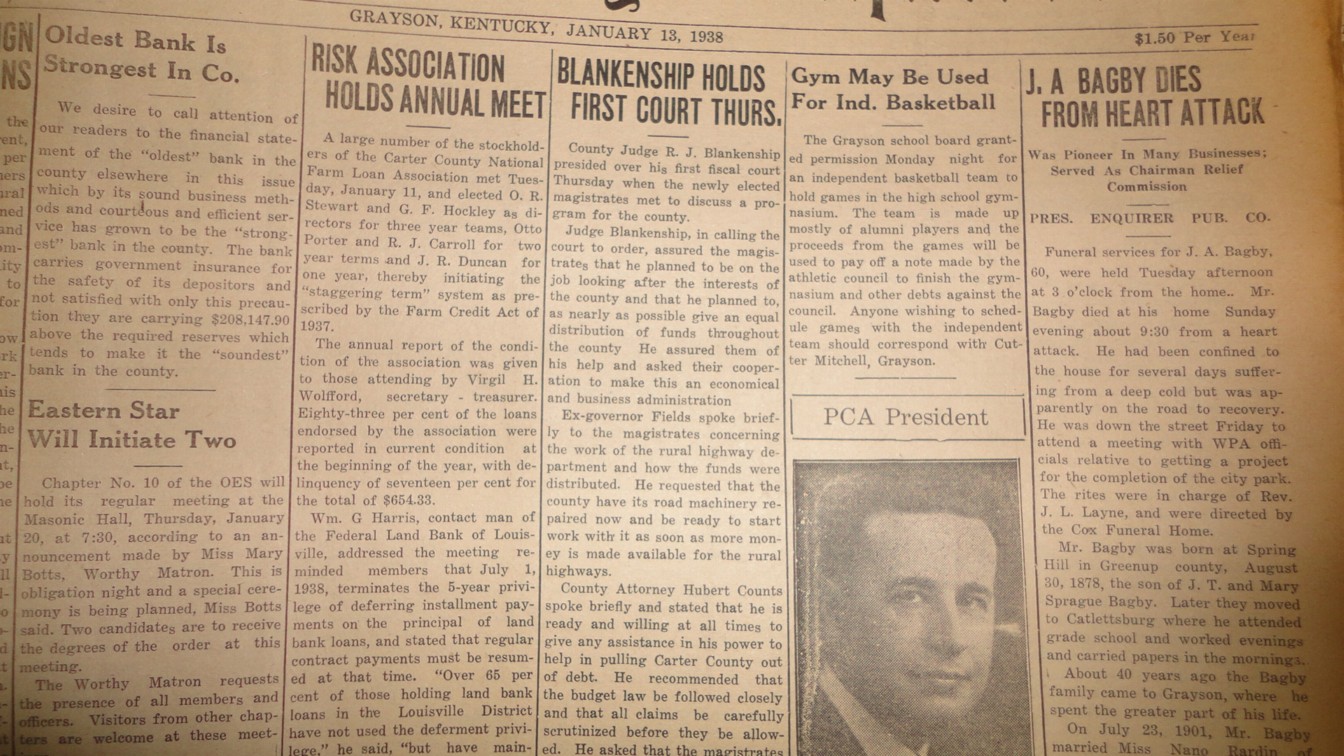 GRAYSON, KENTUCKY, JANUARY 13, 1938
$1.50 Per Year
IGN
NS
the
ent,
per
ners
and
to
for
Oldest Bank Is
Strongest In Co.
We desire to call attention of
our readers to the financial state-
ment of the "oldest" bank in the
county elsewhere in this issue
which by its sound business meth-
ods and courteous and efficient ser-
vice has grown to be the "strong-
est" bank in the county. The bank
carries government insurance for
the safety of its depositors and
not satisfied with only this precau-
tion they are carrying $208,147.90
above the required reserves which
tends to make it the "soundest"
bank in the county.
Eastern Star
Will Initiate Two
Chapter No. 10 of the OES will
hold its regular meeting at the
Masonic Hall, Thursday, January
20, at 7:30, according to an an-
nouncement made by Miss Mary
Botts, Worthy Matron. This is
obligation night and a special cere-
mony is being planned, Miss Botts
said. Two candidates are to receive
the degrees of the order at this
meeting.
The Worthy Matron requests
the presence of all members and
officers. Visitors from other chap-
ters are welcome at these meet-
RISK ASSOCIATION
HOLDS ANNUAL MEET
A large number of the stockhold-
ers of the Carter County National
Farm Loan Association met Tues-
day, January 11, and elected O. R.
Stewart and G. F. Hockley as di-
rectors for three year teams, Otto
Porter and R. J. Carroll for two
year terms and J. R. Duncan for
one year, thereby initiating the
"staggering term" system as pre-
scribed by the Farm Credit Act of
1937.
The annual report of the condi-
tion of the association was given
to those attending by Virgil H.
Wolfford, secretary - treasurer.
Eighty-three per cent of the loans
endorsed by the association were
reported in current condition at
the beginning of the year, with de-
linquency of seventeen per cent for
the total of $654.33.
Wm. G Harris, contact man of
the Federal Land Bank of Louis-
ville, addressed the meeting re-
minded members that July 1,
1938, terminates the 5-year privi-
lege of deferring installment pay-
ments on the principal of land
bank loans, and stated that regular
contract payments must be resum-
ed at that time. "Over 65 per
cent of those holding land bank
loans in the Louisville District
have not used the deferment privi-
lege," he said, "but have main-
BLANKENSHIP HOLDS
FIRST COURT THURS.
County Judge R. J. Blankenship
presided over his first fiscal court
Thursday when the newly elected
magistrates met to discuss a pro-
gram for the county.
Judge Blankenship, in calling the
court to order, assured the magis-
trates that he planned to be on the
job looking after the interests of
the county and that he planned to,
as nearly as possible give an equal
distribution of funds throughout
the county He assured them of
his help and asked their cooper-
ation to make this an economical
and business administration
Ex-governor Fields spoke brief-
ly to the magistrates concerning
the work of the rural highway de-
partment and how the funds were
distributed. He requested that the
county have its road machinery re-
paired now and be ready to start
work with it as soon as more mon-
ey is made available for the rural
highways.
County Attorney Hubert Counts
spoke briefly and stated that he is
ready and willing at all times to
give any assistance in his power to
help in pulling Carter County out
of debt. He recommended that
the budget law be followed closely
and that all claims be carefully
scrutinized before they be allow-
ed. He asked that the magistrates
Gym May Be Used
For Ind. Basketball
The Grayson school board grant-
ed permission Monday night for
an independent basketball team to
hold games in the high school gym-
nasium. The team is made up
mostly of alumni players and the
proceeds from the games will be
used to pay off a note made by the
athletic council to finish the gym-
nasium and other debts against the
council. Anyone wishing to sched-
ule games with the independent
team should correspond with Cut-
ter Mitchell, Grayson.
PCA President
J. A BAGBY DIES
FROM HEART ATTACK
Was Pioneer In Many Businesses;
Served As Chairman Relief
Commission
PRES. ENQUIRER PUB. CO.
Funeral services for J. A. Bagby,
60, were held Tuesday afternoon
at 3 o'clock from the home.. Mr.
Bagby died at his home Sunday
evening about 9:30 from a heart
attack. He had been confined to
the house for several days suffer-
ing from a deep cold but was ap-
parently on the road to recovery.
He was down the street Friday to
attend a meeting with WPA offi-
cials relative to getting a project
for the completion of the city park.
The rites were in charge of Rev.
J. L. Layne, and were directed by
the Cox Funeral Home.
Mr. Bagby was born at Spring
Hill in Greenup county, August
30, 1878, the son of J. T. and Mary
Sprague Bagby. Later they moved
to Catlettsburg where he attended
grade school and worked evenings
and carried papers in the mornings.
About 40 years ago the Bagby
family came to Grayson, where he
spent the greater part of his life.
On July 23, 1901, Mr. Bagby
married Miss Nano Rardin of